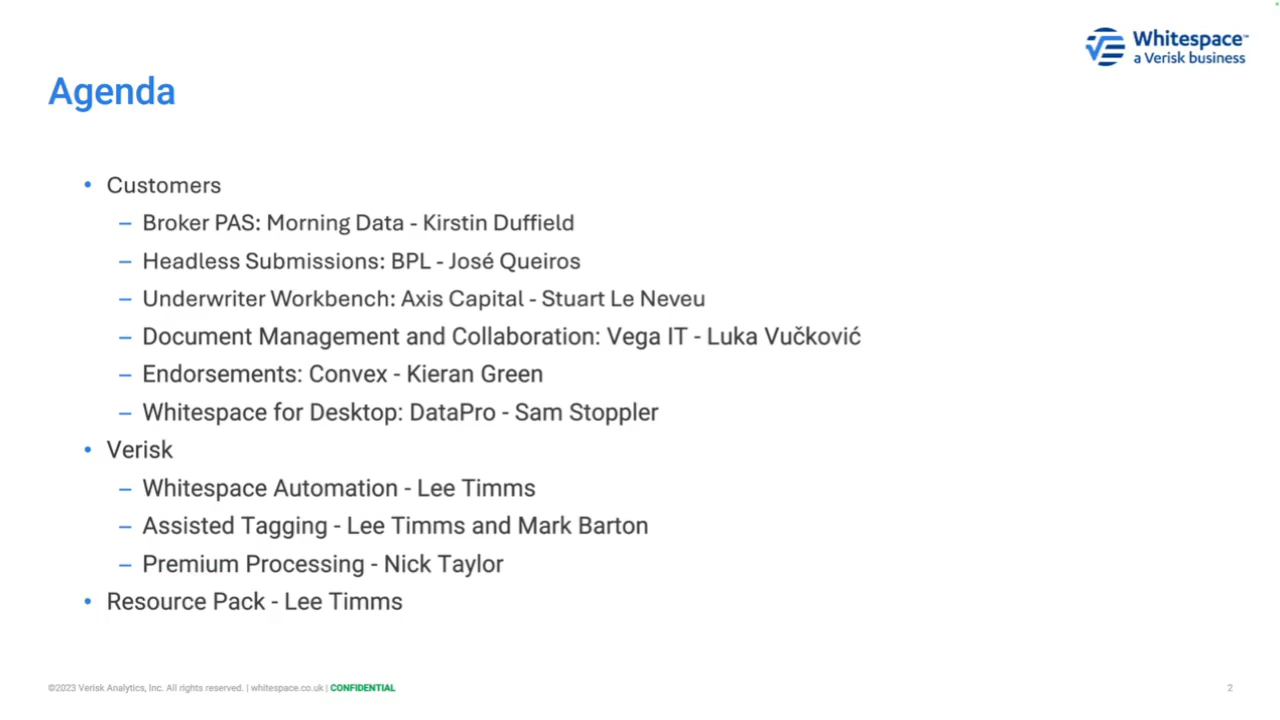 Whitespace™
a Verisk business
Agenda
• Customers
– Broker PAS: Morning Data - Kirstin Duffield
– Headless Submissions: BPL - José Queiros
– Underwriter Workbench: Axis Capital - Stuart Le Neveu
– Document Management and Collaboration: Vega IT - Luka Vučković
– Endorsements: Convex - Kieran Green
– Whitespace for Desktop: DataPro - Sam Stoppler
• Verisk
– Whitespace Automation - Lee Timms
– Assisted Tagging - Lee Timms and Mark Barton
– Premium Processing - Nick Taylor
• Resource Pack - Lee Timms
©2023 Verisk Analytics, Inc. All rights reserved. | whitespace.co.uk | CONFIDENTIAL
2